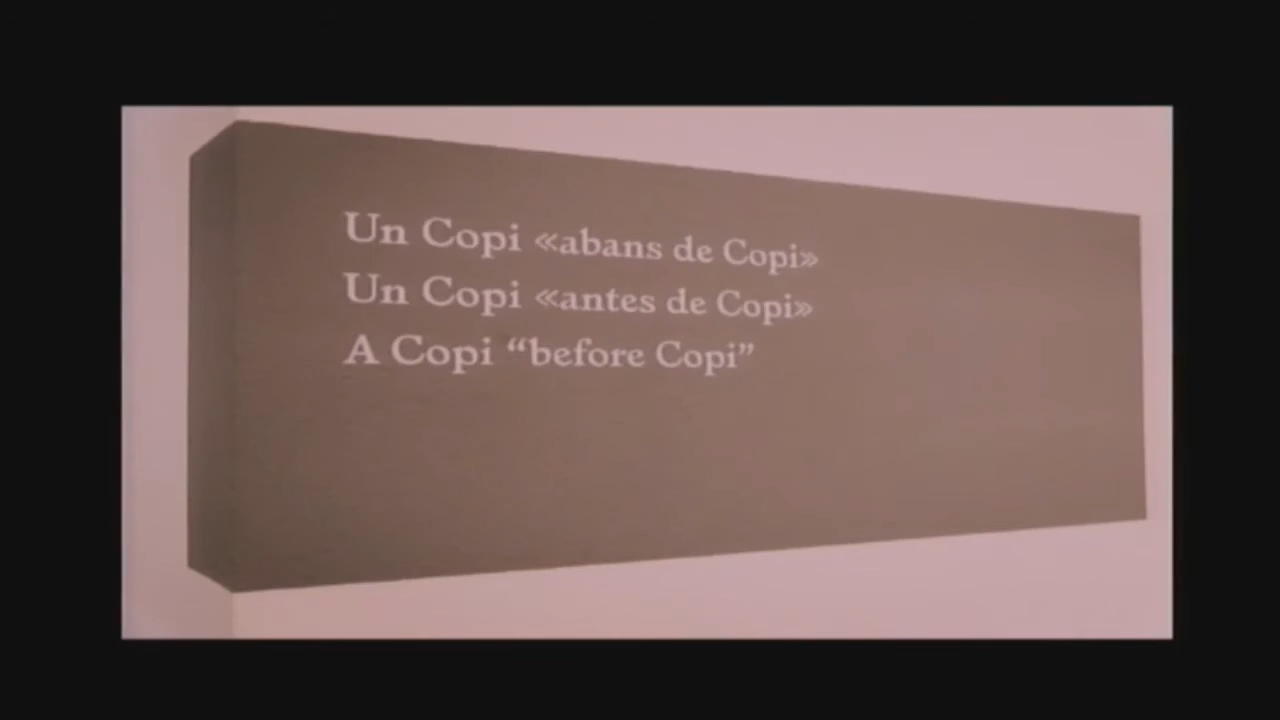 Un Copi «abans de Copi»
Un Copi «antes de Copi»
A Copi “before Copi”